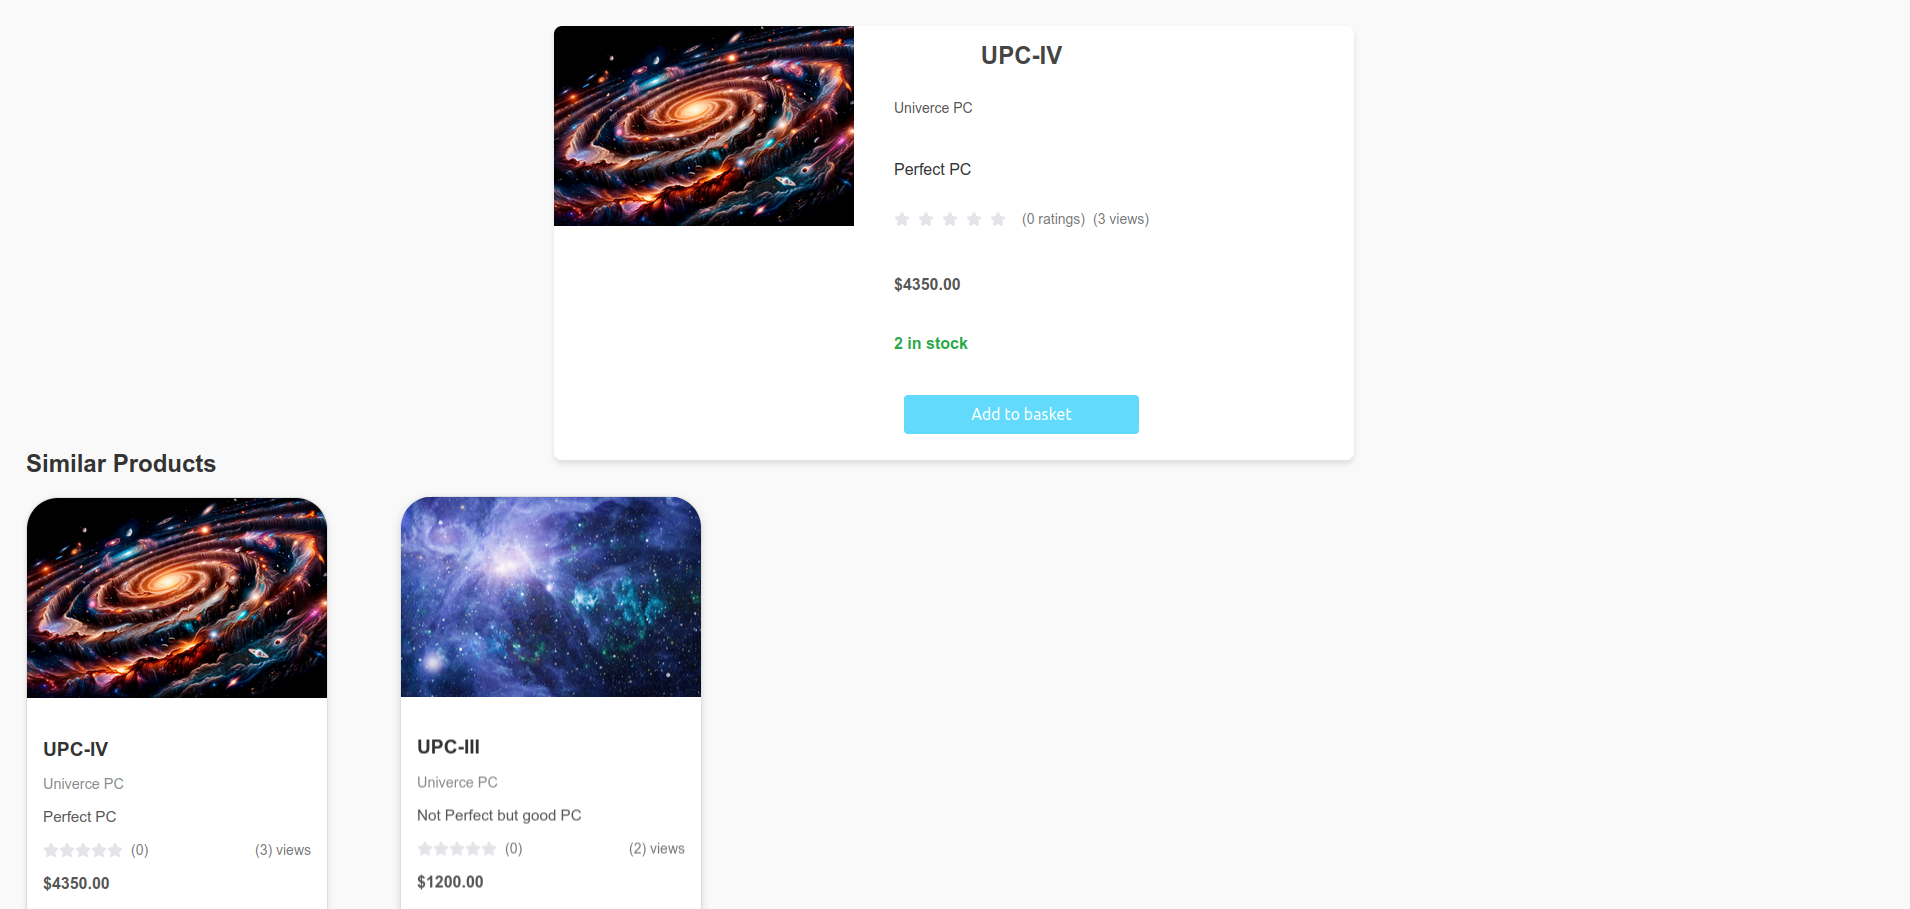 UPC-IV
Univerce PC
Perfect PC
(0 ratings) (3 views)
$4350.00
2 in stock
Add to basket
Similar Products
UPC-IV
Univerce PC
Perfect PC
(0) (3) views
$4350.00
UPC-III
Univerce PC
Not Perfect but good PC
(0) (2) views
$1200.00